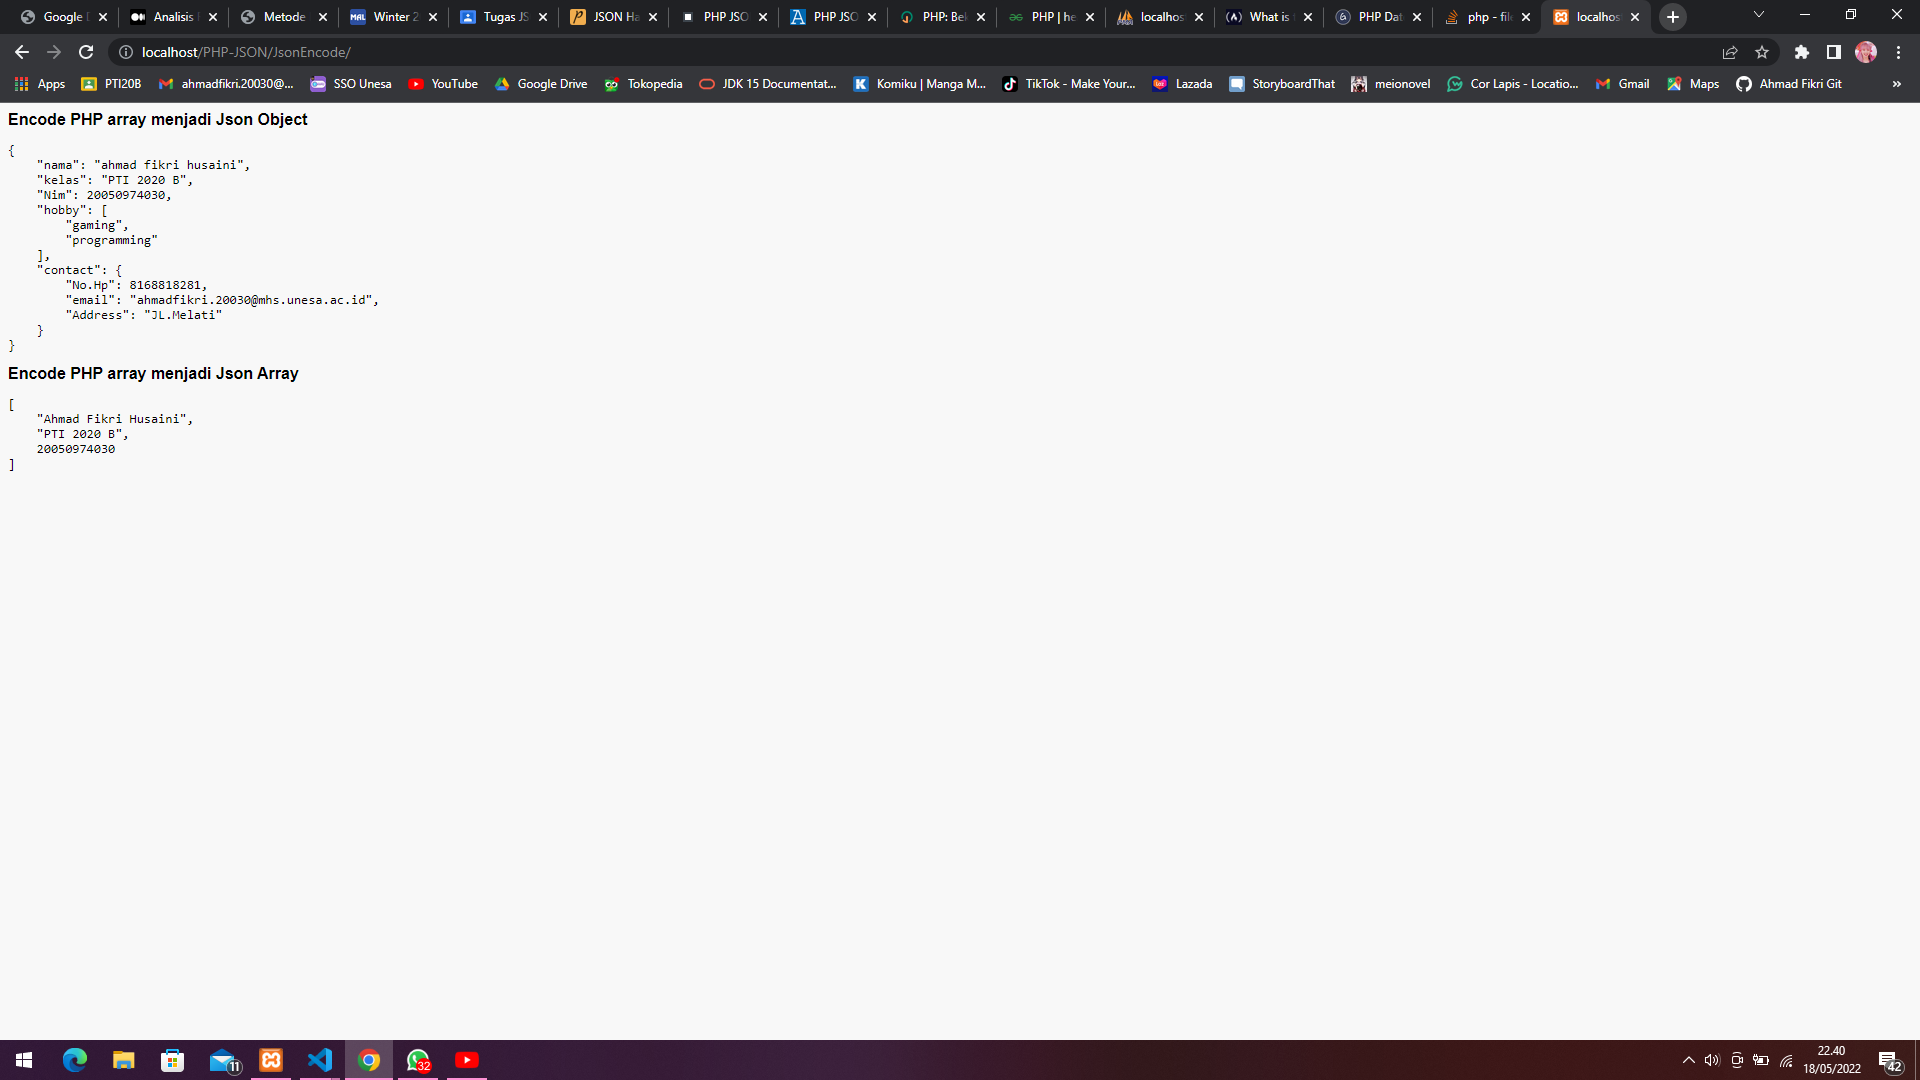 Google
Analisis
Metode
Winter 2
Tugas JS
JSON Ha
PHP JSO
PHP JSO
PHP: Bel
PHP | he
localhos
What is
PHP Dat
php - file
localhos
localhost/PHP-JSON/JsonEncode/
Apps
PTI20B
ahmadfikri.20030@...
SSO Unesa
YouTube
Google Drive
Tokopedia
JDK 15 Documentat...
Komiku | Manga M...
TikTok - Make Your...
Lazada
StoryboardThat
meionovel
Cor Lapis - Locatio...
Gmail
Maps
Ahmad Fikri Git
Encode PHP array menjadi Json Object
{
    "nama": "ahmad fikri husaini",
    "kelas": "PTI 2020 B",
    "Nim": 20050974030,
    "hobby": [
        "gaming",
        "programming"
    ],
    "contact": {
        "No.Hp": 8168818281,
        "email": "ahmadfikri.20030@mhs.unesa.ac.id",
        "Address": "JL.Melati"
    }
}
Encode PHP array menjadi Json Array
[
    "Ahmad Fikri Husaini",
    "PTI 2020 B",
    20050974030
]
11
32
22.40
18/05/2022
42